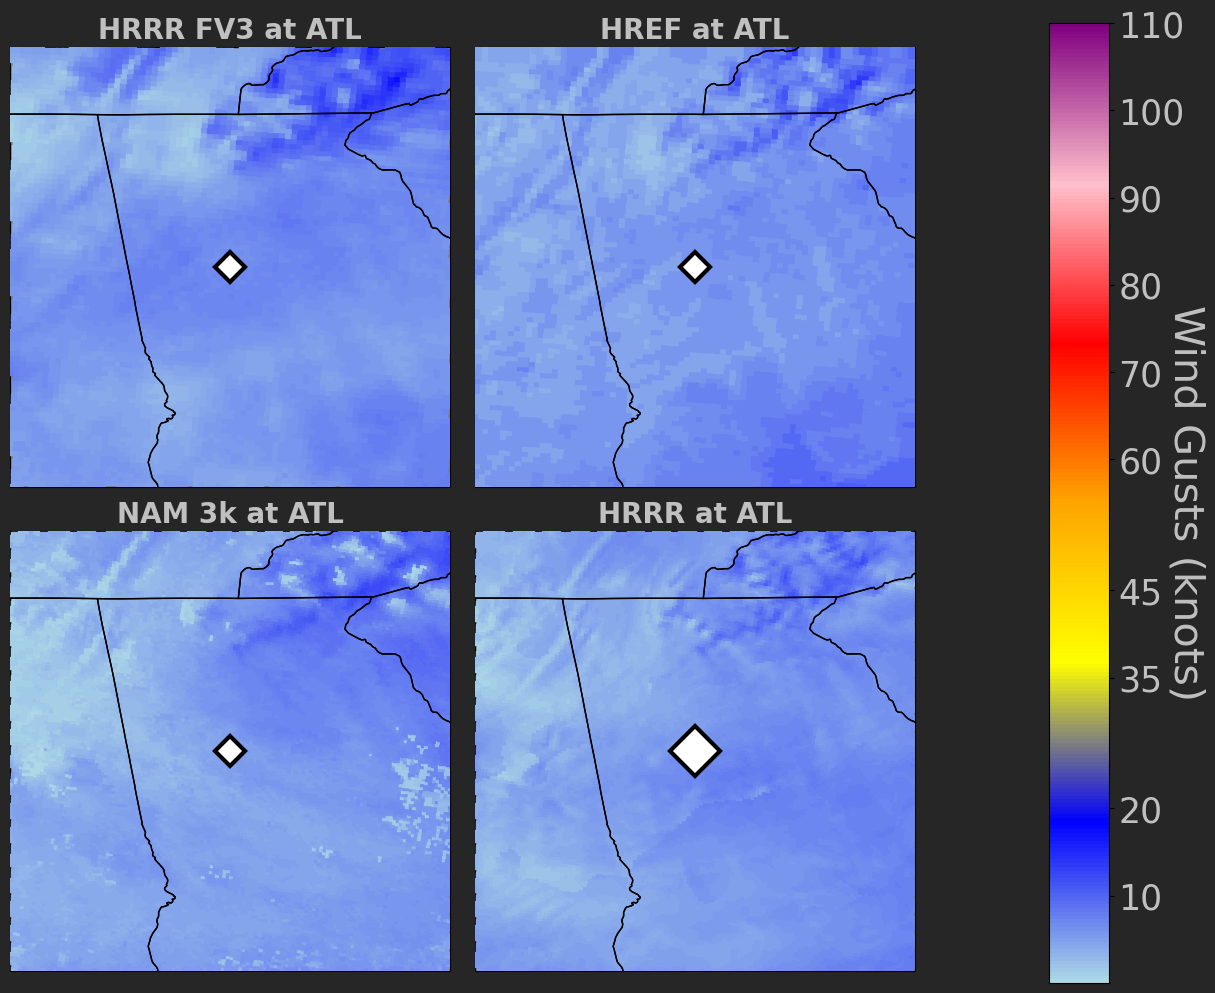 HRRR FV3 at ATL
HREF at ATL
NAM 3k at ATL
HRRR at ATL
110
100
90
80
70
60
45
35
20
10
Wind Gusts (knots)